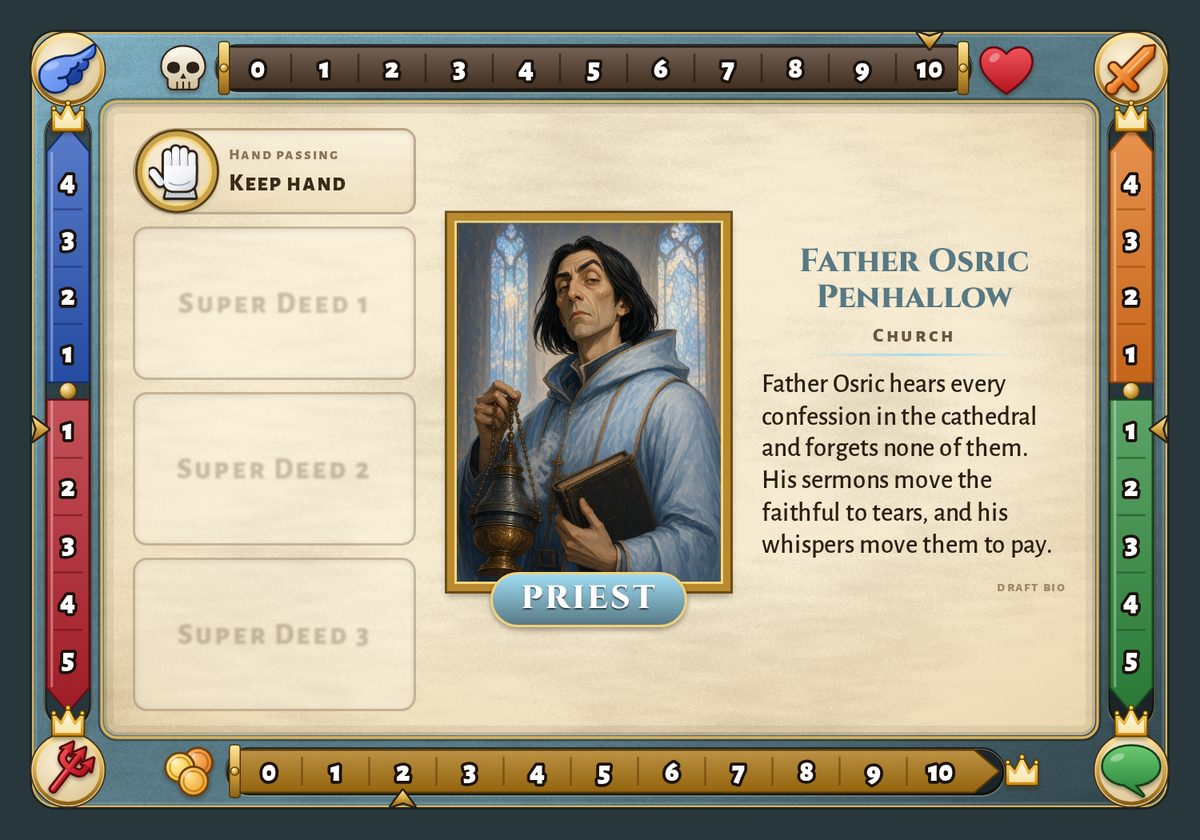 0 1 2 3 4 5 6 7 8 9 10
HAND PASSING
KEEP HAND
SUPER DEED 1
SUPER DEED 2
SUPER DEED 3
4
3
2
1
1
2
3
4
5
PRIEST
FATHER OSRIC
PENHALLOW
CHURCH
Father Osric hears every
confession in the cathedral
and forgets none of them.
His sermons move the
faithful to tears, and his
whispers move them to pay.
DRAFT BIO
4
3
2
1
1
2
3
4
5
0 1 2 3 4 5 6 7 8 9 10